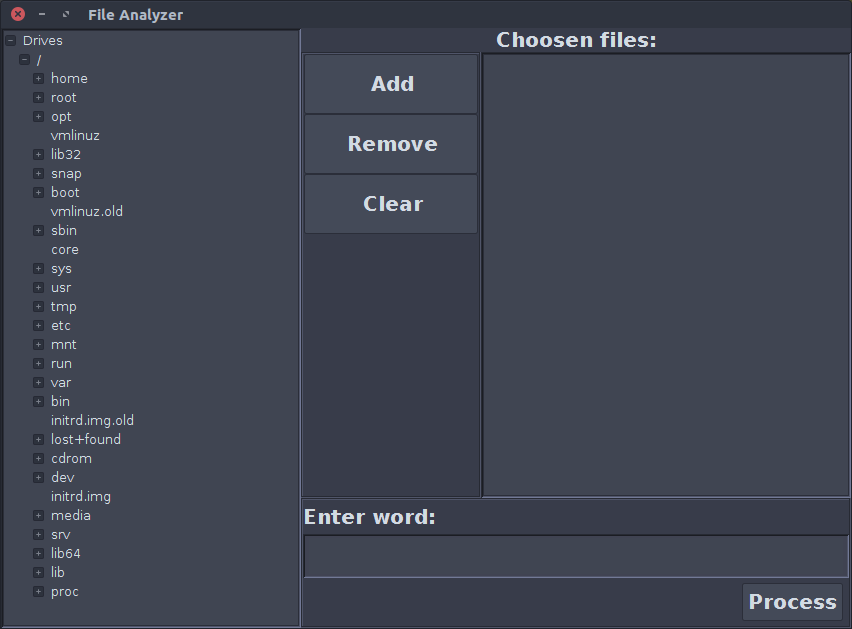 File Analyzer
Drives
/
home
root
opt
vmlinuz
lib32
snap
boot
vmlinuz.old
sbin
core
sys
usr
tmp
etc
mnt
run
var
bin
initrd.img.old
lost+found
cdrom
dev
initrd.img
media
srv
lib64
lib
proc
Add
Remove
Clear
Choosen files:
Enter word:
Process